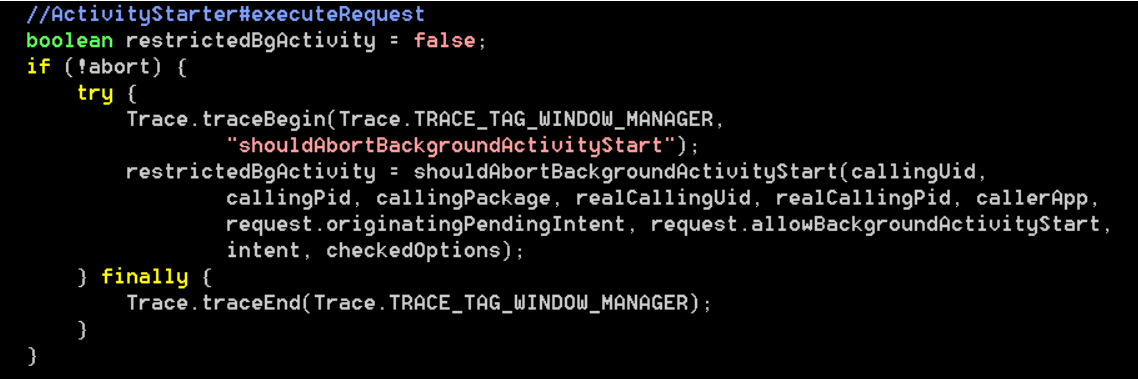 //ActivityStarter#executeRequest
boolean restrictedBgActivity = false;
if (!abort) {
    try {
        Trace.traceBegin(Trace.TRACE_TAG_WINDOW_MANAGER,
                "shouldAbortBackgroundActivityStart");
        restrictedBgActivity = shouldAbortBackgroundActivityStart(callingUid,
                callingPid, callingPackage, realCallingUid, realCallingPid, callerApp,
                request.originatingPendingIntent, request.allowBackgroundActivityStart,
                intent, checkedOptions);
    } finally {
        Trace.traceEnd(Trace.TRACE_TAG_WINDOW_MANAGER);
    }
}